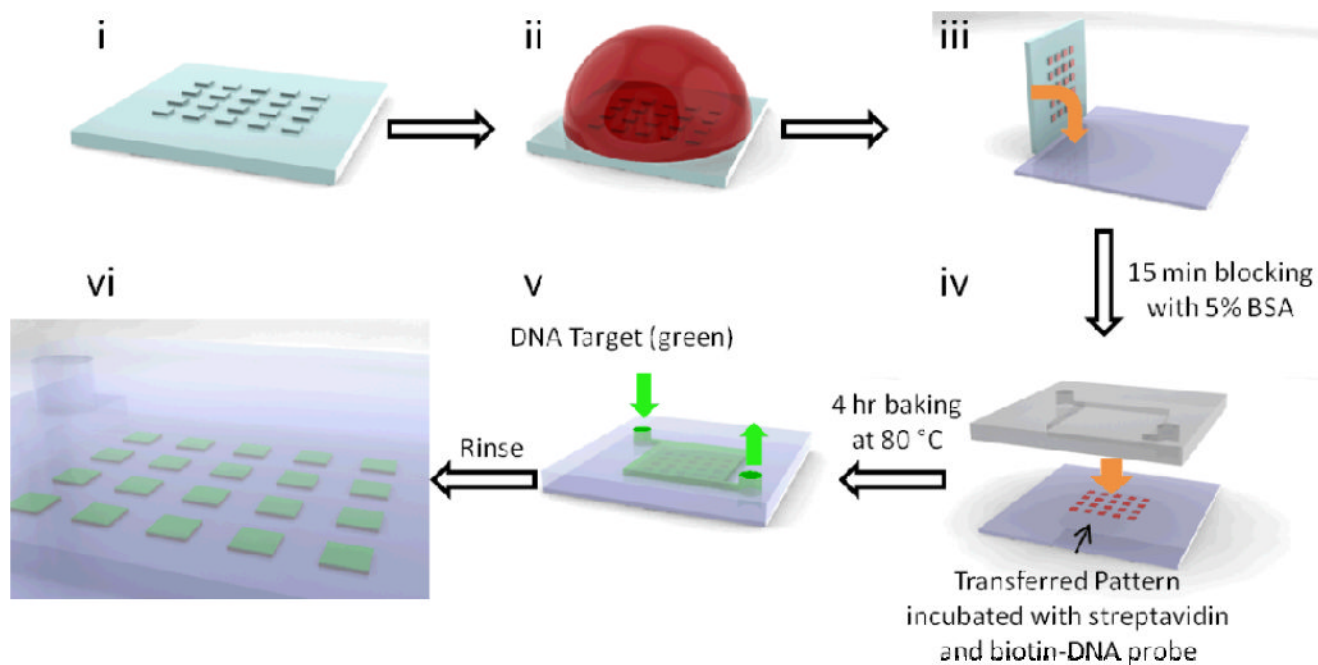 i
ii
iii
15 min blocking
with 5% BSA
iv
Transferred Pattern
incubated with streptavidin
and biotin-DNA probe
4 hr baking
at 80 °C
v
DNA Target (green)
Rinse
vi